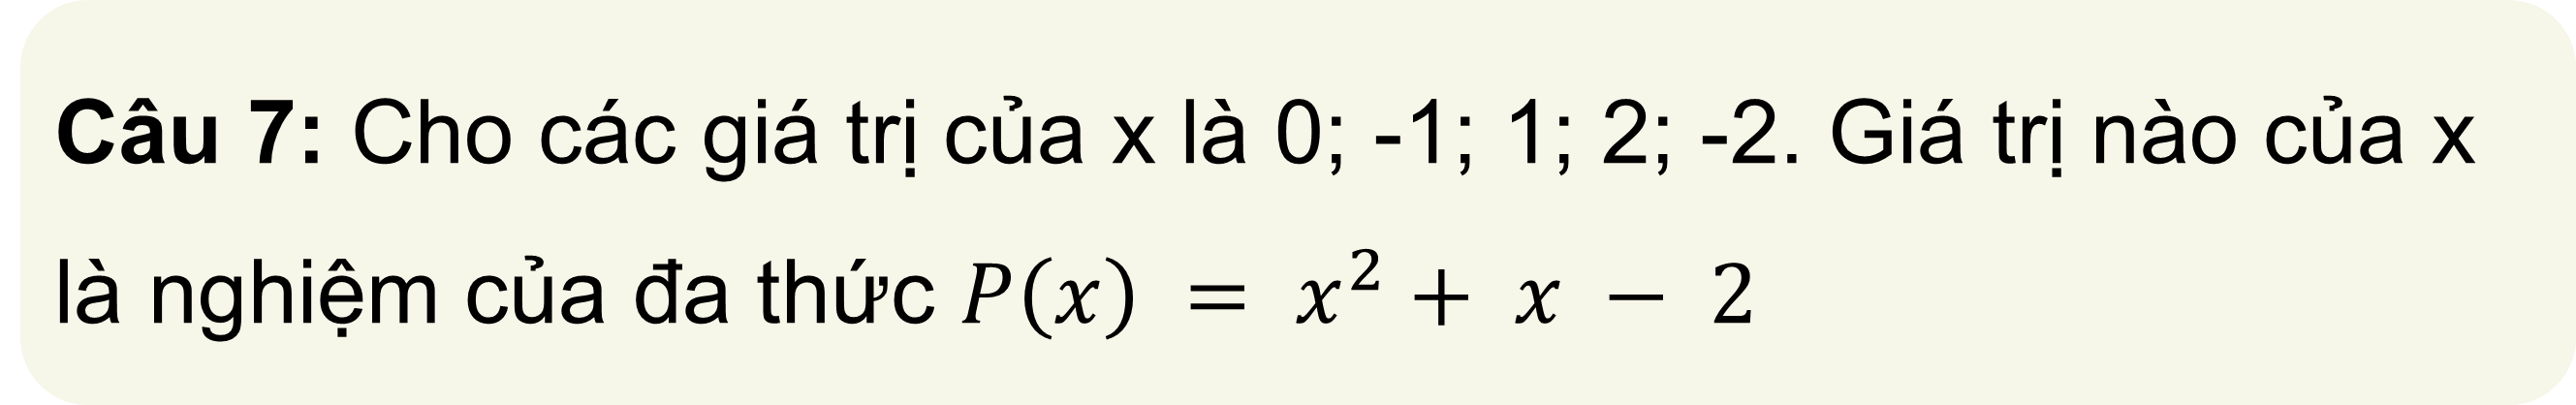 Câu 7: Cho các giá trị của x là 0; -1; 1; 2; -2. Giá trị nào của x
là nghiệm của đa thức P(x) = x² + x − 2